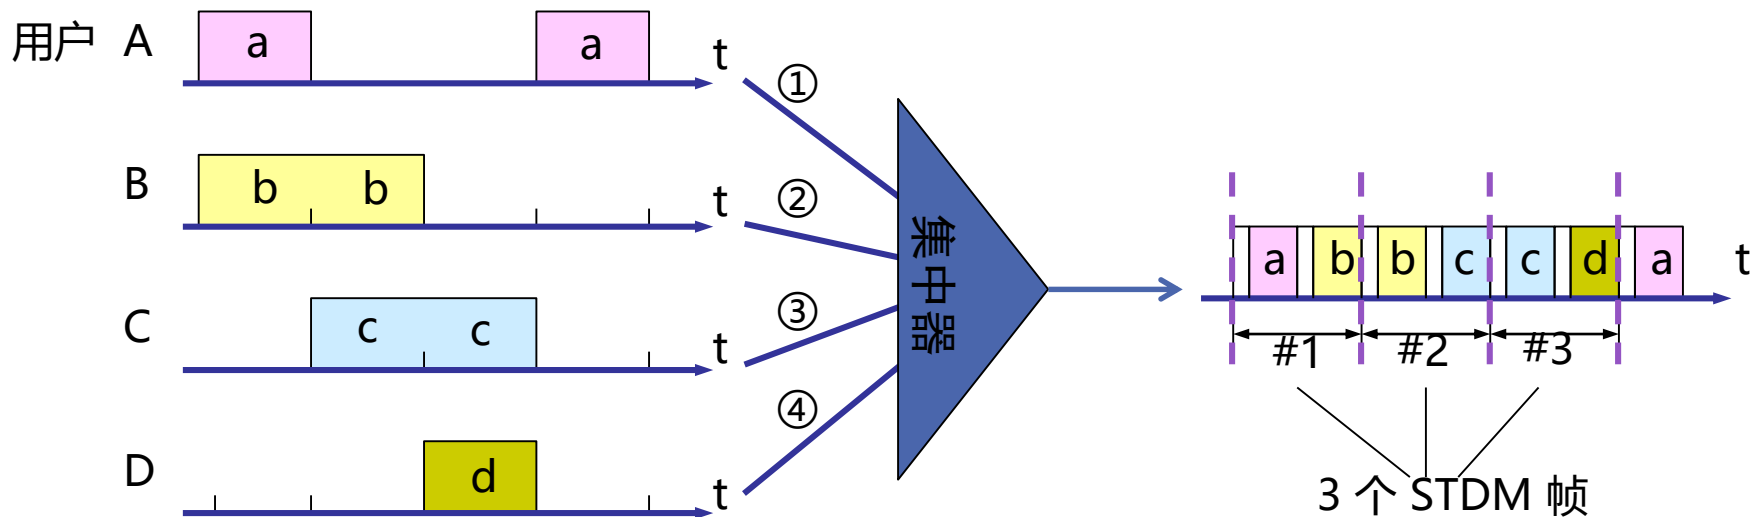 用户 A a a t
①
B b b t
②
集中器
a b b c c d a t
C c c t
③
#1 #2 #3
④
D d t
3 个 STDM 帧